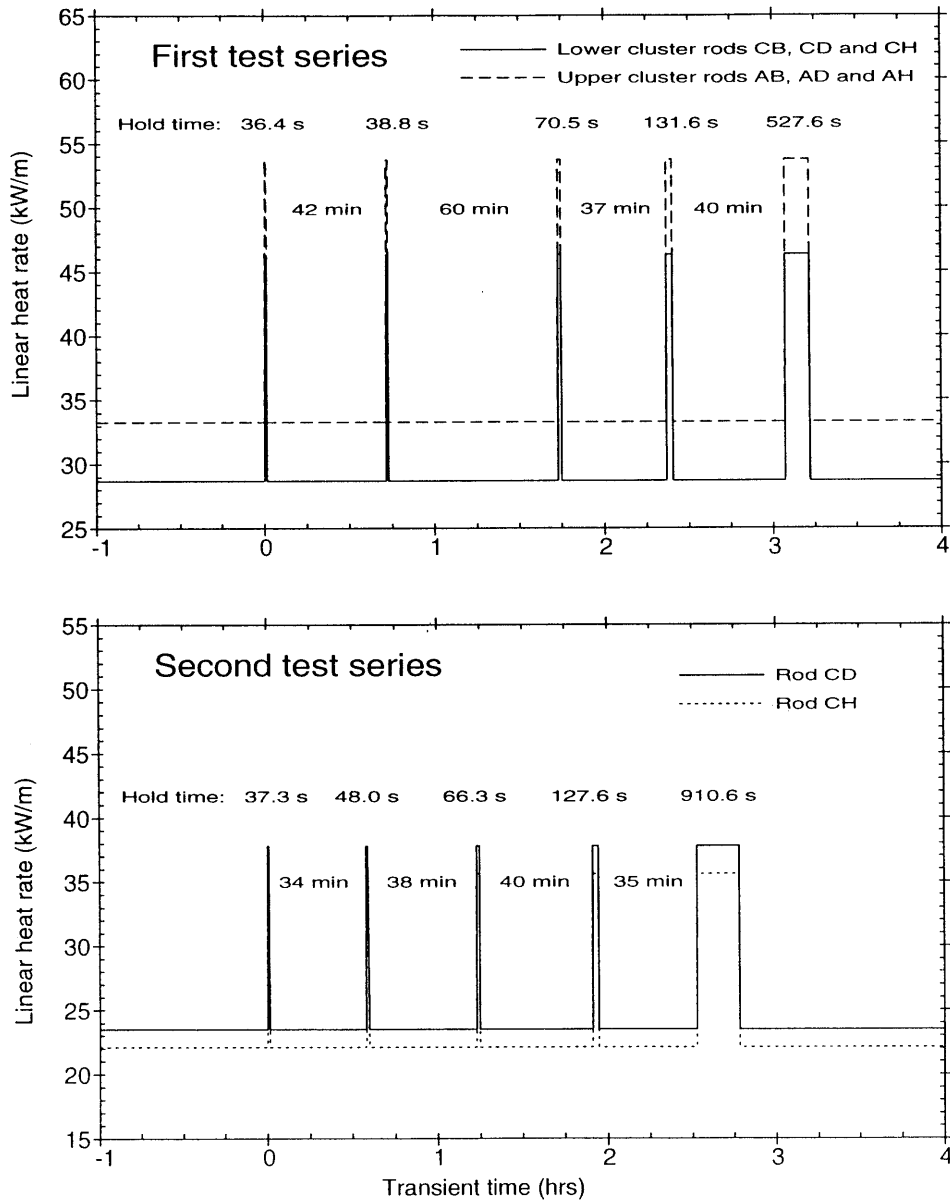 First test series
Lower cluster rods CB, CD and CH
Upper cluster rods AB, AD and AH
Hold time: 36.4 s 38.8 s 70.5 s 131.6 s 527.6 s
42 min 60 min 37 min 40 min
Linear heat rate (kW/m)
65
60
55
50
45
40
35
30
25
-1 0 1 2 3 4
Second test series
Rod CD
Rod CH
Hold time: 37.3 s 48.0 s 66.3 s 127.6 s 910.6 s
34 min 38 min 40 min 35 min
Linear heat rate (kW/m)
55
50
45
40
35
30
25
20
15
-1 0 1 2 3 4
Transient time (hrs)